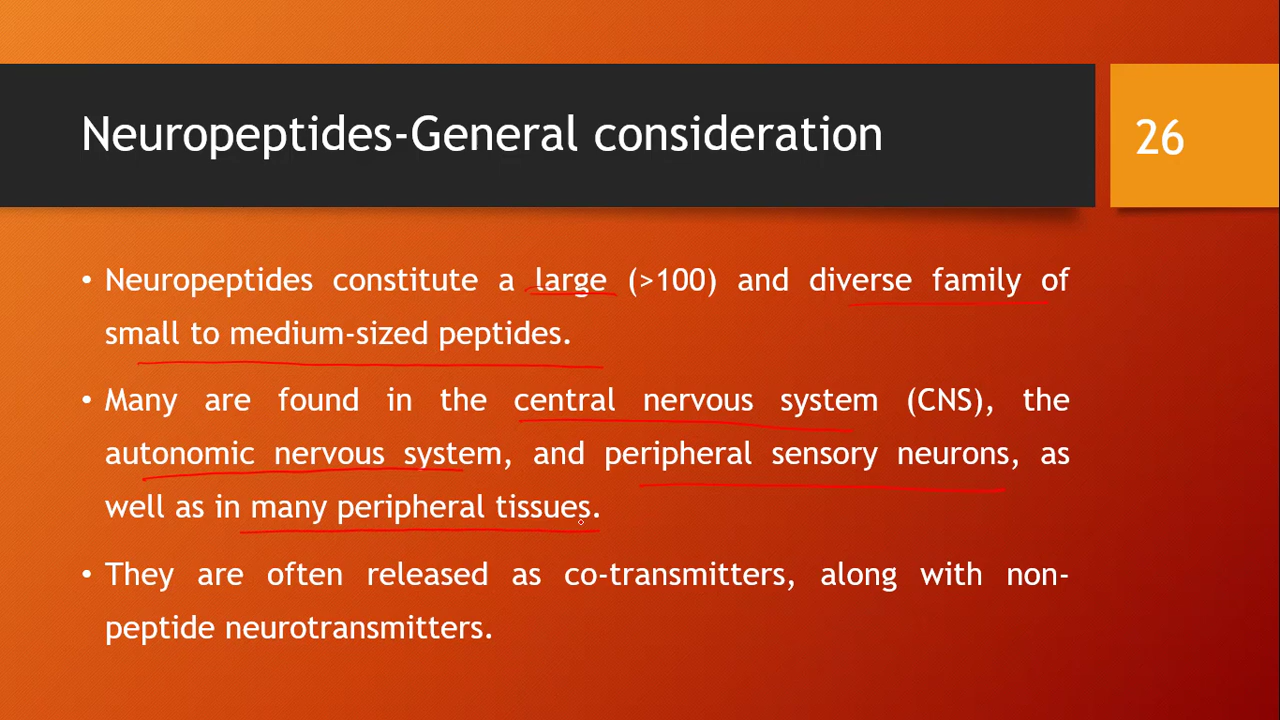 Neuropeptides-General consideration
26
• Neuropeptides constitute a large (>100) and diverse family of
small to medium-sized peptides.
• Many are found in the central nervous system (CNS), the
autonomic nervous system, and peripheral sensory neurons, as
well as in many peripheral tissues.
• They are often released as co-transmitters, along with non-
peptide neurotransmitters.